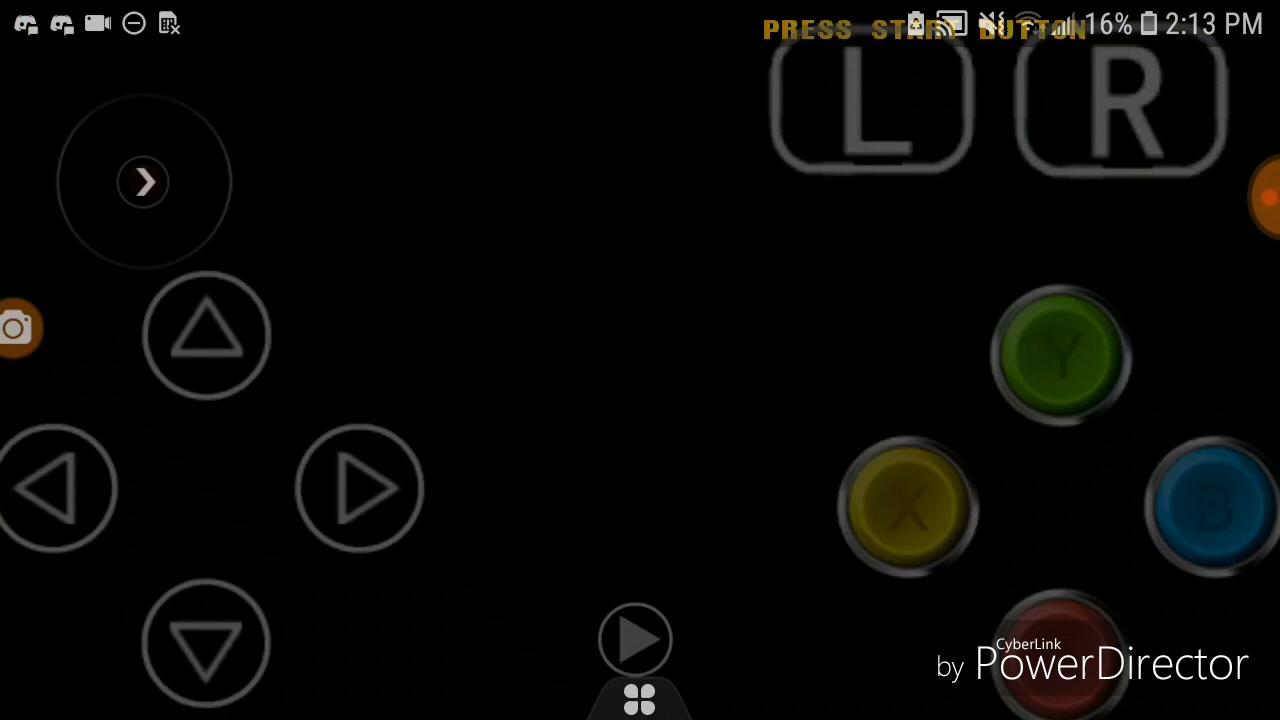 16% 2:13 PM
PRESS START BUTTON
L R
Y
X B
CyberLink
by PowerDirector